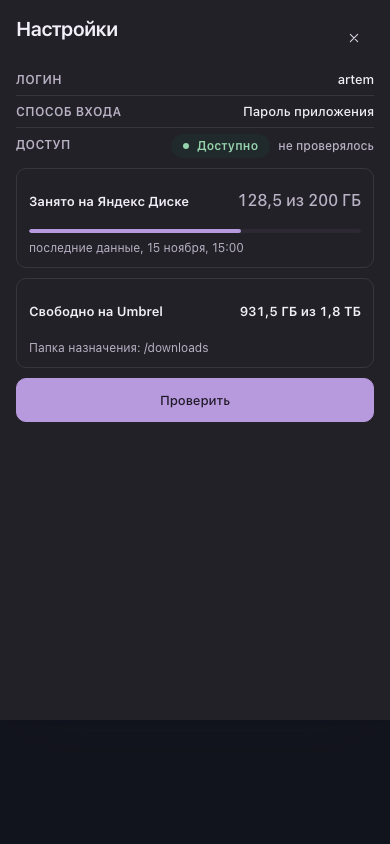 Настройки
ЛОГИН artem
СПОСОБ ВХОДА Пароль приложения
ДОСТУП Доступно не проверялось
Занято на Яндекс Диске 128,5 из 200 ГБ
последние данные, 15 ноября, 15:00
Свободно на Umbrel 931,5 ГБ из 1,8 ТБ
Папка назначения: /downloads
Проверить